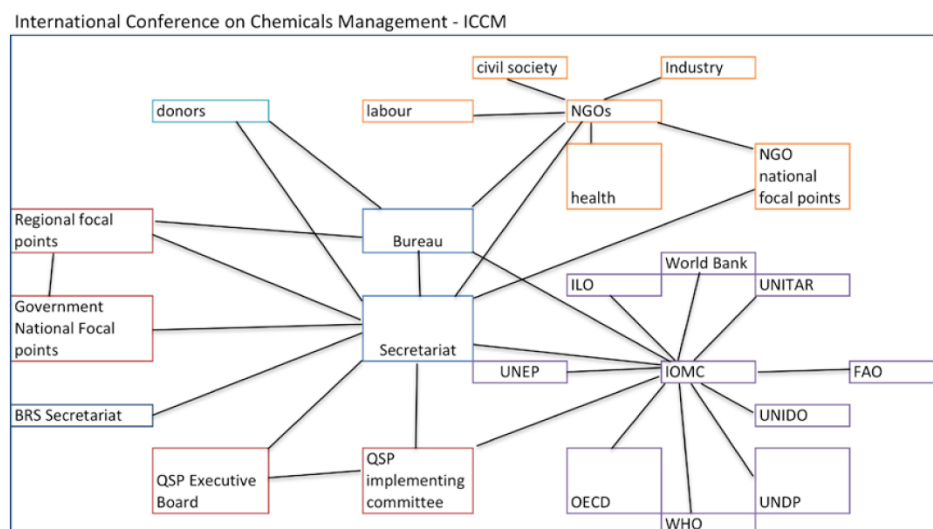 International Conference on Chemicals Management - ICCM
civil society
Industry
donors
labour
NGOs
NGO
national
focal points
health
Regional focal
points
Bureau
World Bank
ILO
UNITAR
Government
National Focal
points
Secretariat
UNEP
IOMC
FAO
BRS Secretariat
UNIDO
QSP Executive
Board
QSP
implementing
committee
OECD
UNDP
WHO